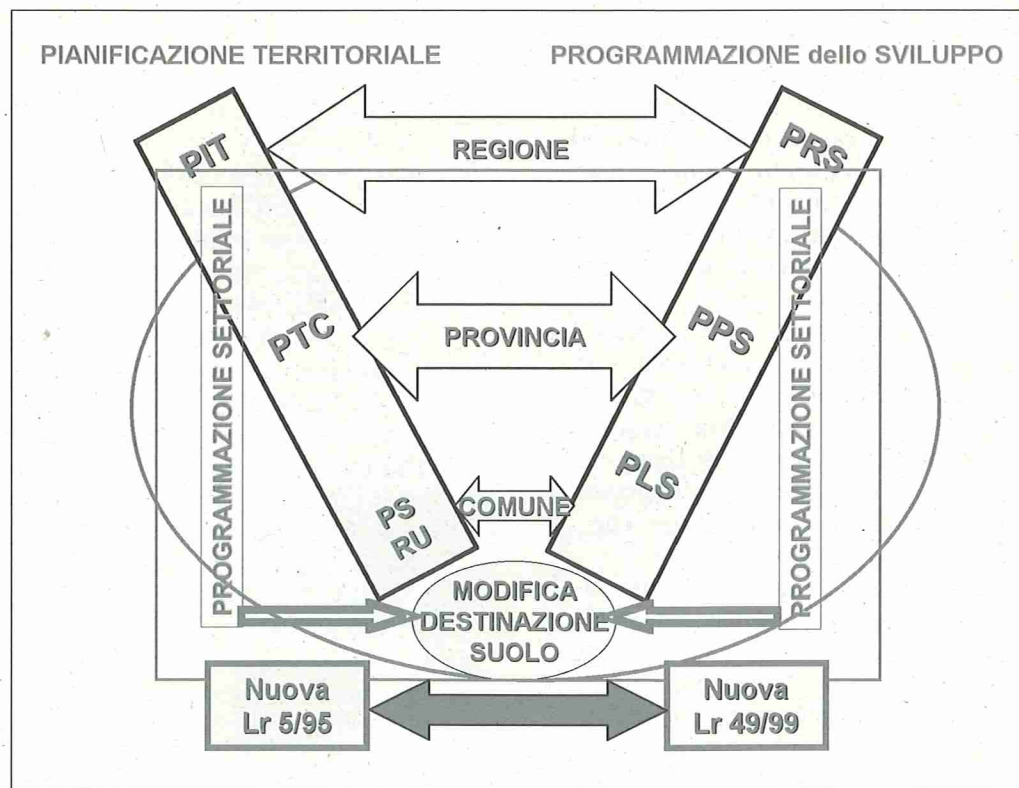 PIANIFICAZIONE TERRITORIALE
PROGRAMMAZIONE dello SVILUPPO
PIT
REGIONE
PRS
PROGRAMMAZIONE SETTORIALE
PROGRAMMAZIONE SETTORIALE
PTC
PROVINCIA
PPS
PLS
PS
RU
COMUNE
MODIFICA
DESTINAZIONE
SUOLO
Nuova
Lr 5/95
Nuova
Lr 49/99